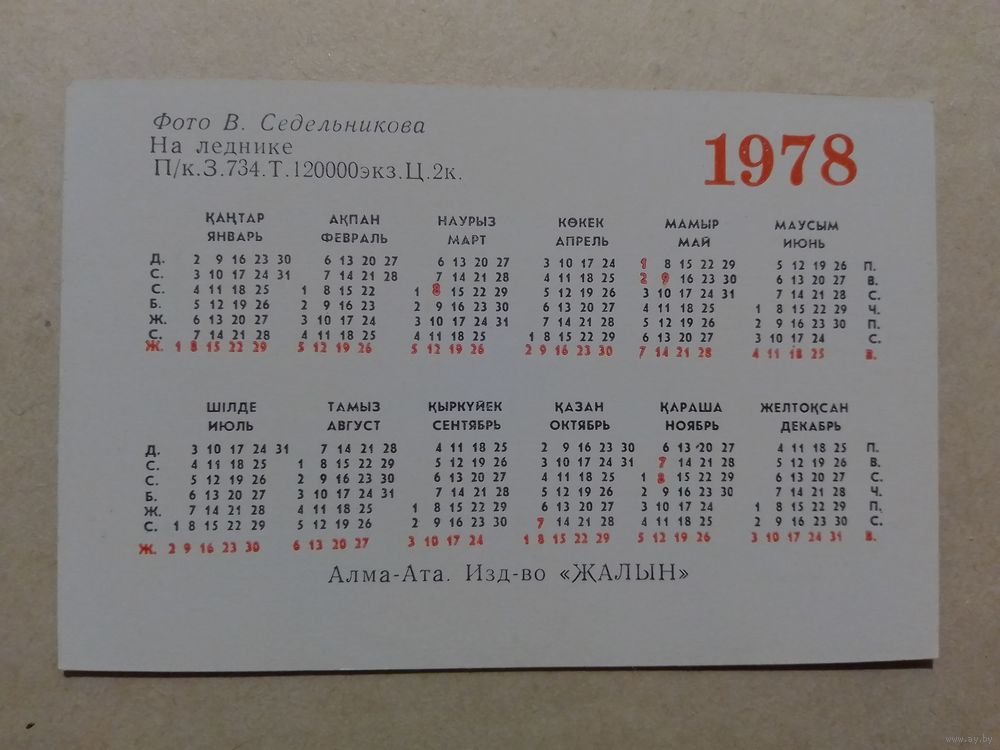 Фото В. Седельникова
На леднике
П/к.З.734.Т.120000экз.Ц.2к.
1978
ҚАҢТАР АҚПАН НАУРЫЗ КӨКЕК МАМЫР МАУСЫМ
ЯНВАРЬ ФЕВРАЛЬ МАРТ АПРЕЛЬ МАЙ ИЮНЬ
Д. 2 9 16 23 30 6 13 20 27 6 13 20 27 3 10 17 24 1 8 15 22 29 5 12 19 26 П.
С. 3 10 17 24 31 7 14 21 28 7 14 21 28 4 11 18 25 2 9 16 23 30 6 13 20 27 В.
С. 4 11 18 25 1 8 15 22 1 8 15 22 29 5 12 19 26 3 10 17 24 31 7 14 21 28 С.
Б. 5 12 19 26 2 9 16 23 2 9 16 23 30 6 13 20 27 4 11 18 25 1 8 15 22 29 Ч.
Ж. 6 13 20 27 3 10 17 24 3 10 17 24 31 7 14 21 28 5 12 19 26 2 9 16 23 30 П.
С. 7 14 21 28 4 11 18 25 4 11 18 25 1 8 15 22 29 6 13 20 27 3 10 17 24 С.
Ж. 1 8 15 22 29 5 12 19 26 5 12 19 26 2 9 16 23 30 7 14 21 28 4 11 18 25 В.
ШІЛДЕ ТАМЫЗ ҚЫРКҮЙЕК ҚАЗАН ҚАРАША ЖЕЛТОҚСАН
ИЮЛЬ АВГУСТ СЕНТЯБРЬ ОКТЯБРЬ НОЯБРЬ ДЕКАБРЬ
Д. 3 10 17 24 31 7 14 21 28 4 11 18 25 2 9 16 23 30 6 13 20 27 4 11 18 25 П.
С. 4 11 18 25 1 8 15 22 29 5 12 19 26 3 10 17 24 31 7 14 21 28 5 12 19 26 В.
С. 5 12 19 26 2 9 16 23 30 6 13 20 27 4 11 18 25 1 8 15 22 29 6 13 20 27 С.
Б. 6 13 20 27 3 10 17 24 31 7 14 21 28 5 12 19 26 2 9 16 23 30 7 14 21 28 Ч.
Ж. 7 14 21 28 4 11 18 25 1 8 15 22 29 6 13 20 27 3 10 17 24 1 8 15 22 29 П.
С. 1 8 15 22 29 5 12 19 26 2 9 16 23 30 7 14 21 28 4 11 18 25 2 9 16 23 30 С.
Ж. 2 9 16 23 30 6 13 20 27 3 10 17 24 1 8 15 22 29 5 12 19 26 3 10 17 24 31 В.
Алма-Ата. Изд-во «ЖАЛЫН»
www.ay.by